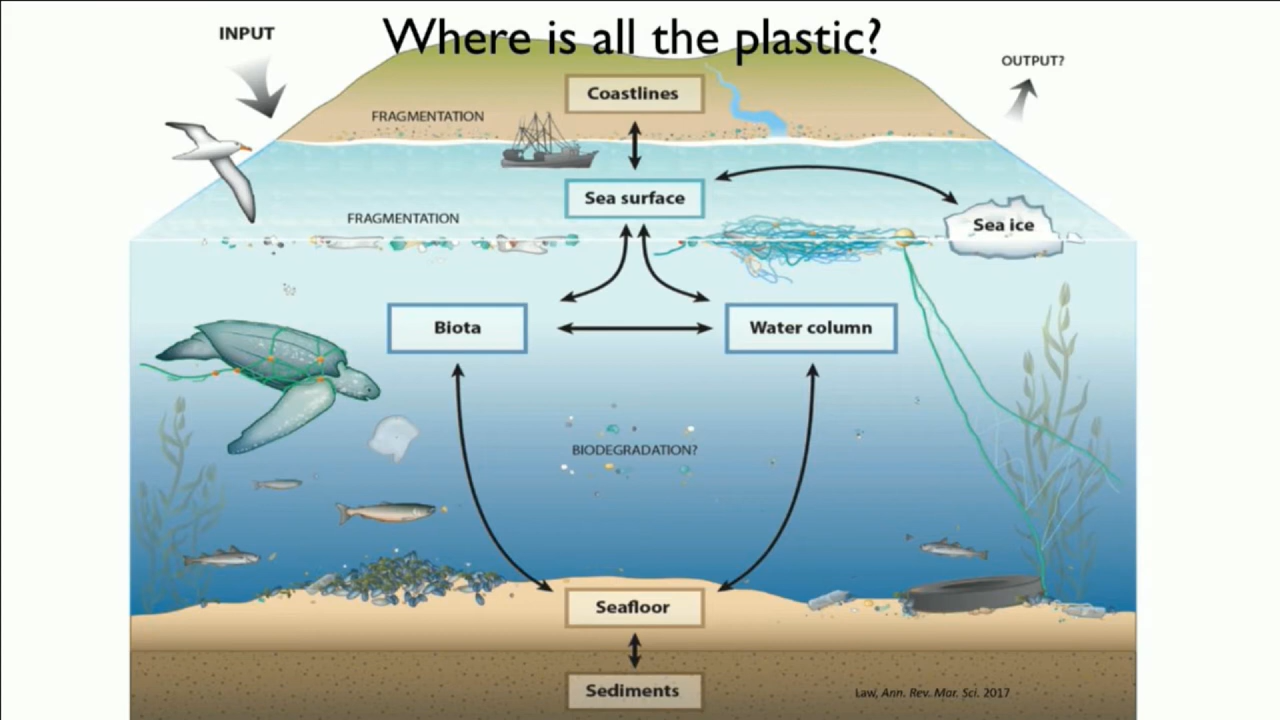 Where is all the plastic?
INPUT
OUTPUT?
Coastlines
FRAGMENTATION
Sea surface
FRAGMENTATION
Sea ice
Biota
Water column
BIODEGRADATION?
Seafloor
Sediments
Law, Ann. Rev. Mar. Sci. 2017